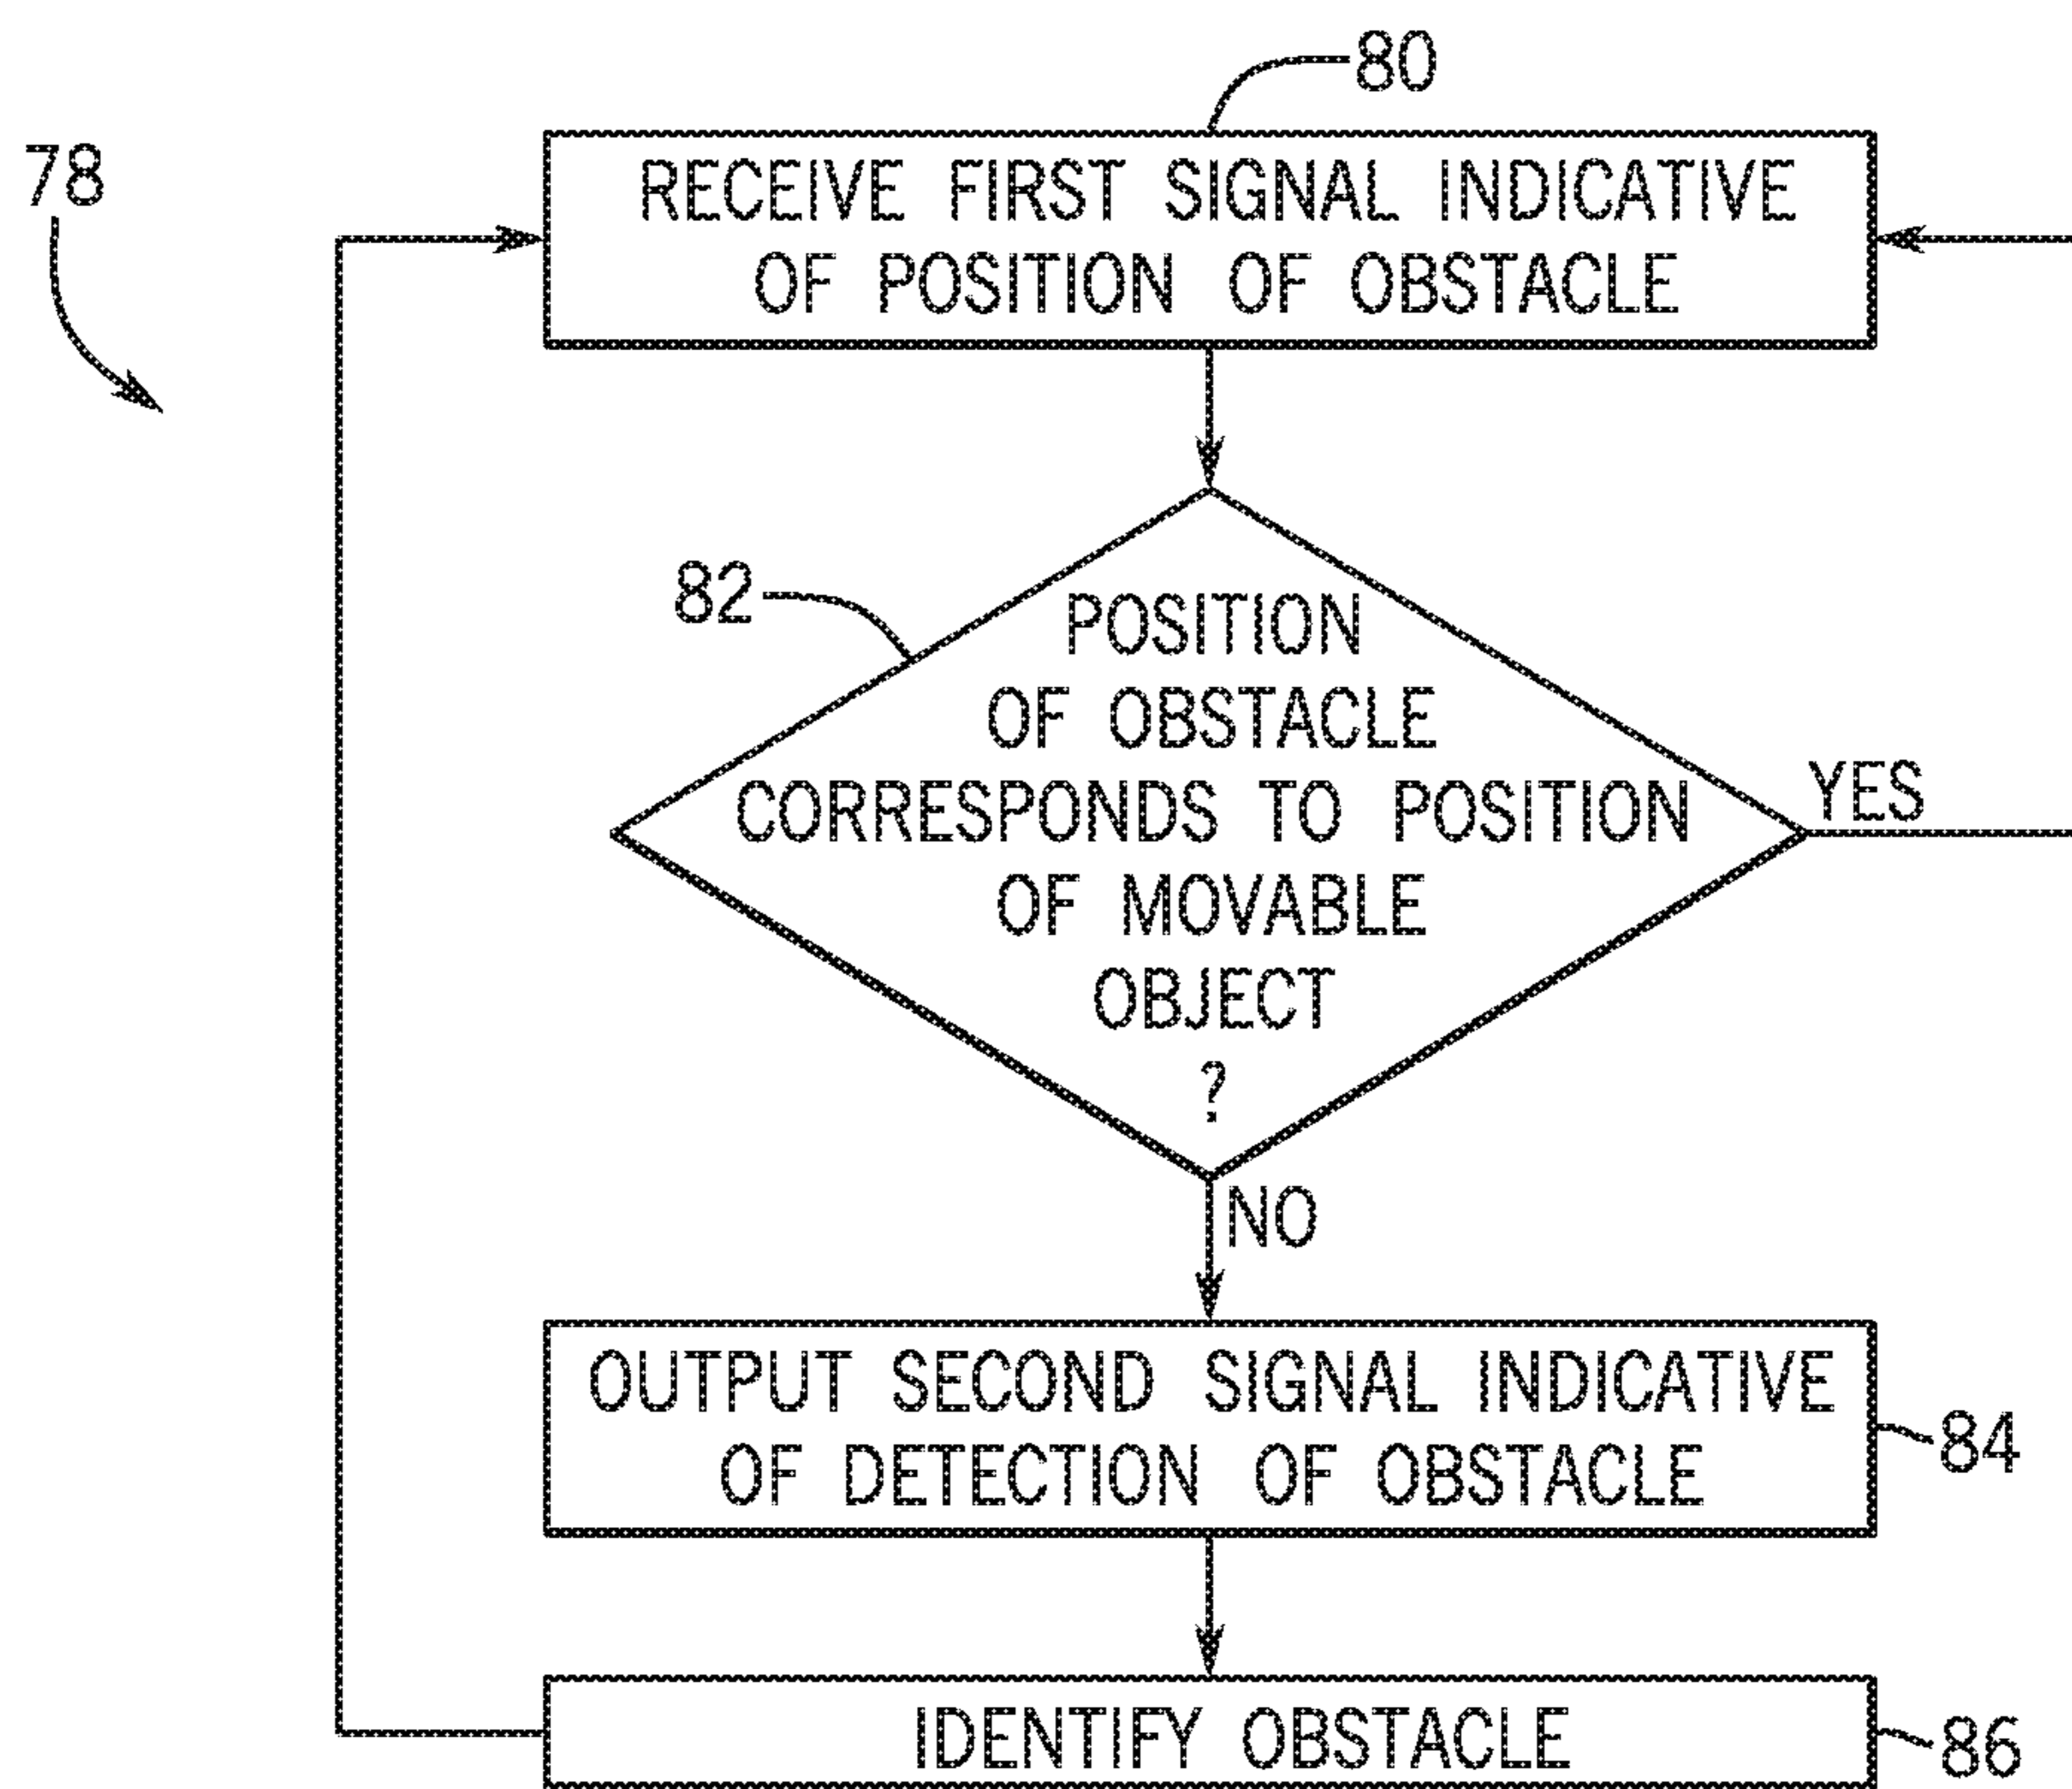 80
78
RECEIVE FIRST SIGNAL INDICATIVE
OF POSITION OF OBSTACLE
82
POSITION
OF OBSTACLE
CORRESPONDS TO POSITION
OF MOVABLE
OBJECT
?
YES
NO
OUTPUT SECOND SIGNAL INDICATIVE
OF DETECTION OF OBSTACLE
84
IDENTIFY OBSTACLE
86